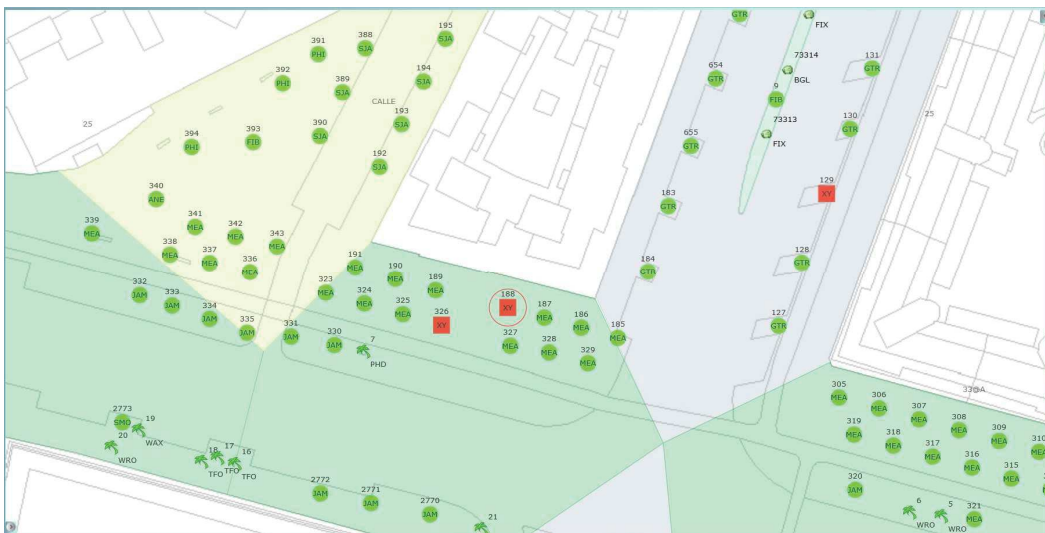 GTR
FIX
195
SJA
388
SJA
391
PHI
392
PHI
389
SJA
194
SJA
CALLE
193
SJA
390
SJA
393
FIB
394
PHI
25
192
SJA
654
GTR
73314
BGL
9
FIB
73313
FIX
131
GTR
130
GTR
25
655
GTR
129
XY
183
GTR
340
ANE
339
MEA
341
MEA
342
MEA
343
MEA
338
MEA
337
MEA
336
MEA
128
GTR
184
GTR
191
MEA
190
MEA
189
MEA
332
JAM
333
JAM
334
JAM
335
JAM
323
MEA
324
MEA
325
MEA
326
XY
188
XY
187
MEA
186
MEA
185
MEA
127
GTR
331
JAM
330
JAM
7
PHD
327
MEA
328
MEA
329
MEA
33@A
305
MEA
306
MEA
307
MEA
308
MEA
309
MEA
310
MEA
319
MEA
318
MEA
317
MEA
316
MEA
315
MEA
2773
SMO
19
WAX
20
WRO
18
TFO
17
TFO
16
TFO
2772
JAM
2771
JAM
2770
JAM
21
320
JAM
6
WRO
5
WRO
321
MEA